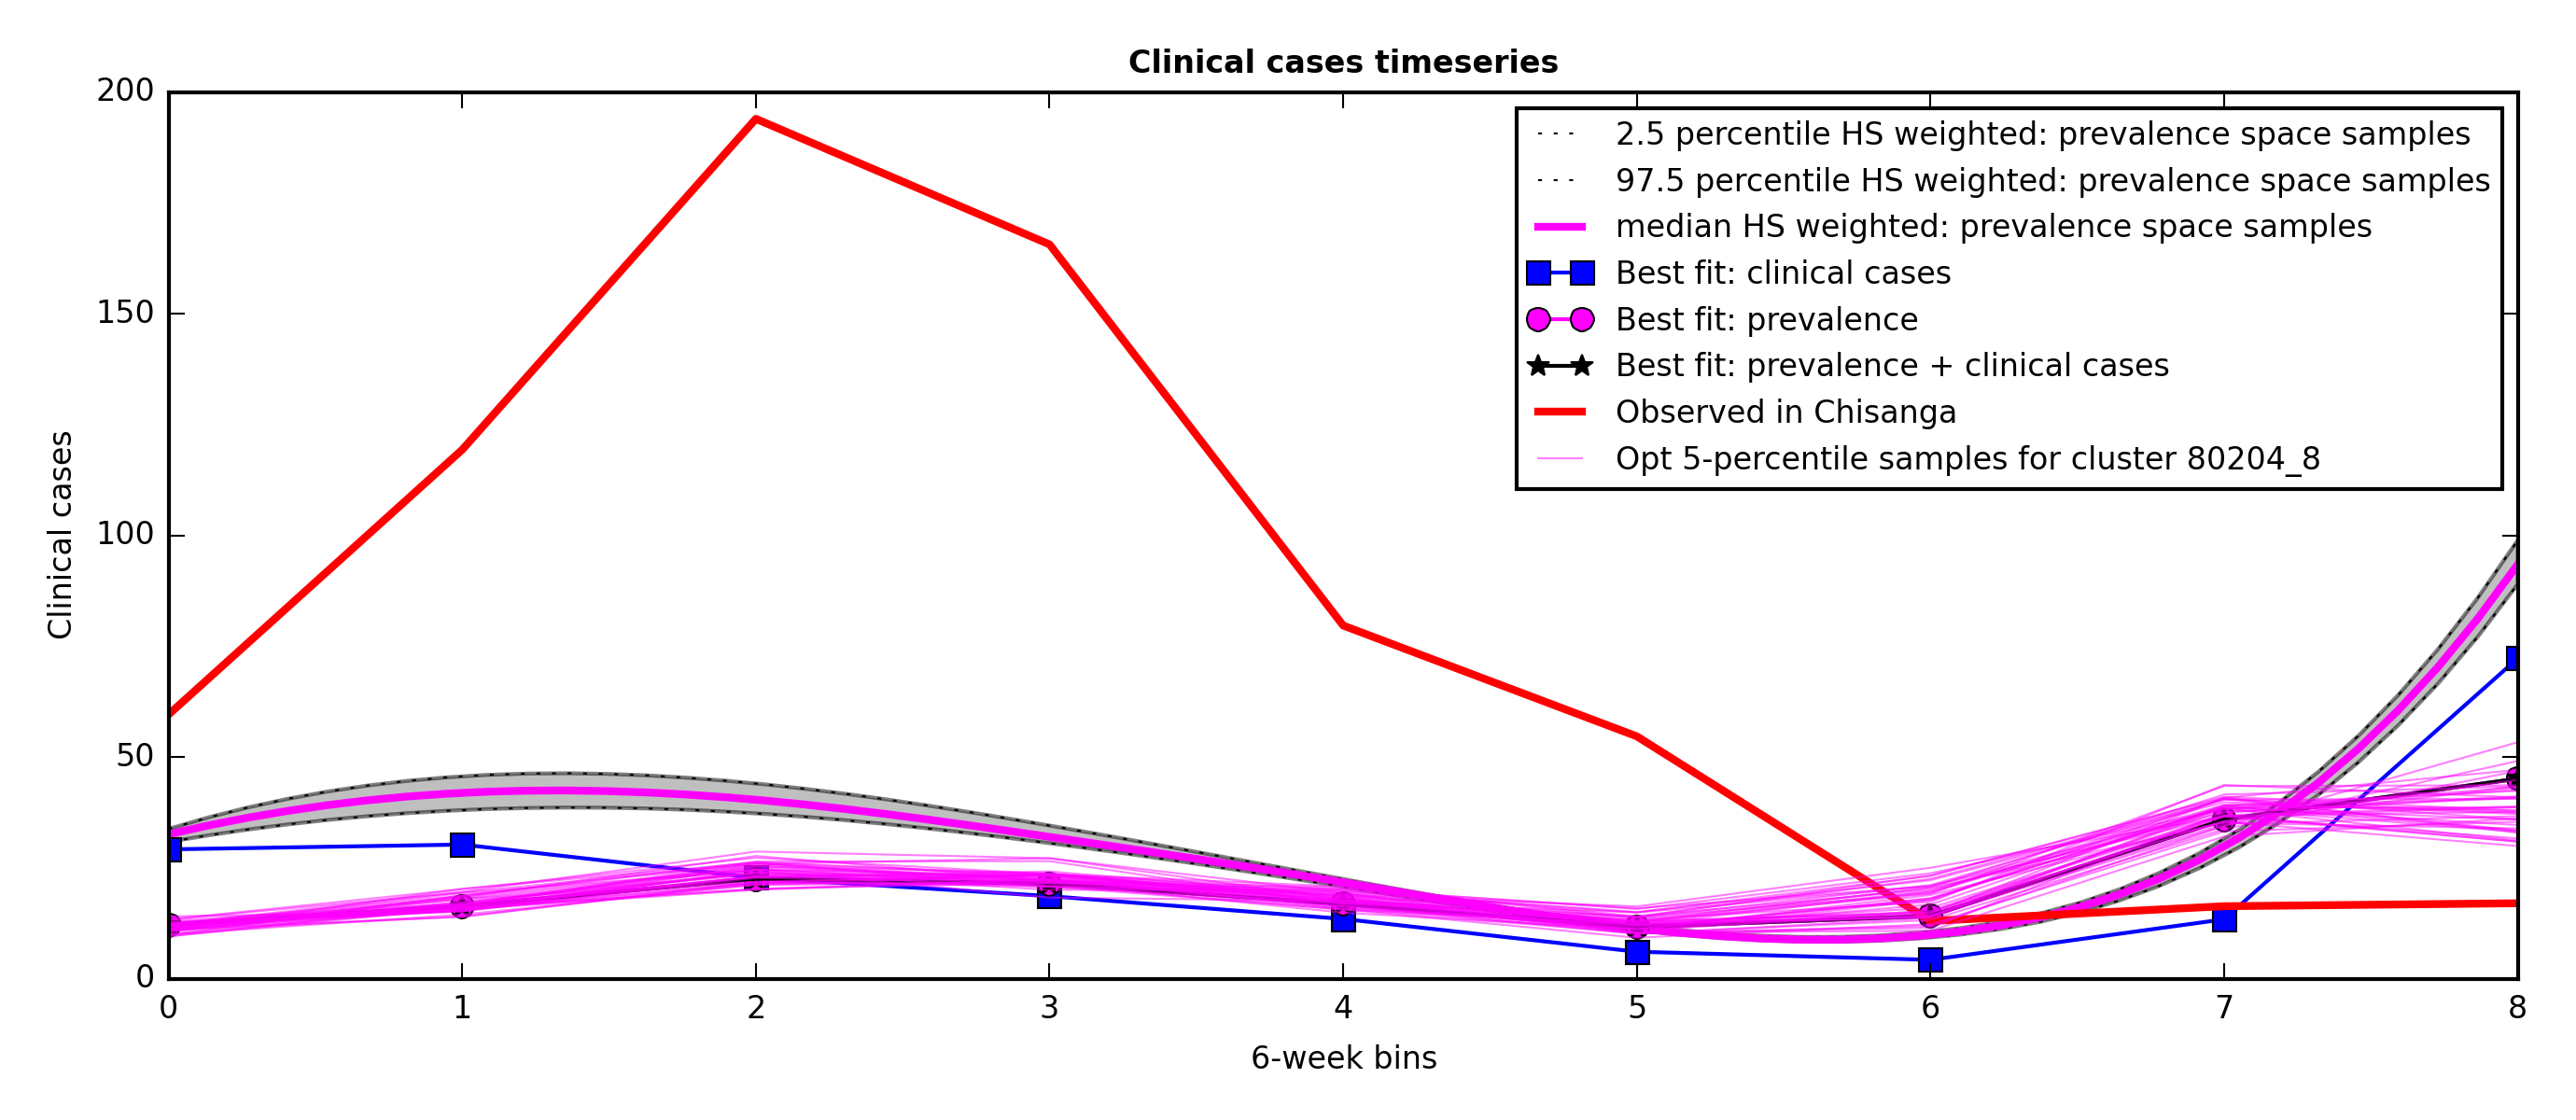 Clinical cases timeseries
200
150
100
50
0
Clinical cases
2.5 percentile HS weighted: prevalence space samples
97.5 percentile HS weighted: prevalence space samples
median HS weighted: prevalence space samples
Best fit: clinical cases
Best fit: prevalence
Best fit: prevalence + clinical cases
Observed in Chisanga
Opt 5-percentile samples for cluster 80204_8
0 1 2 3 4 5 6 7 8
6-week bins